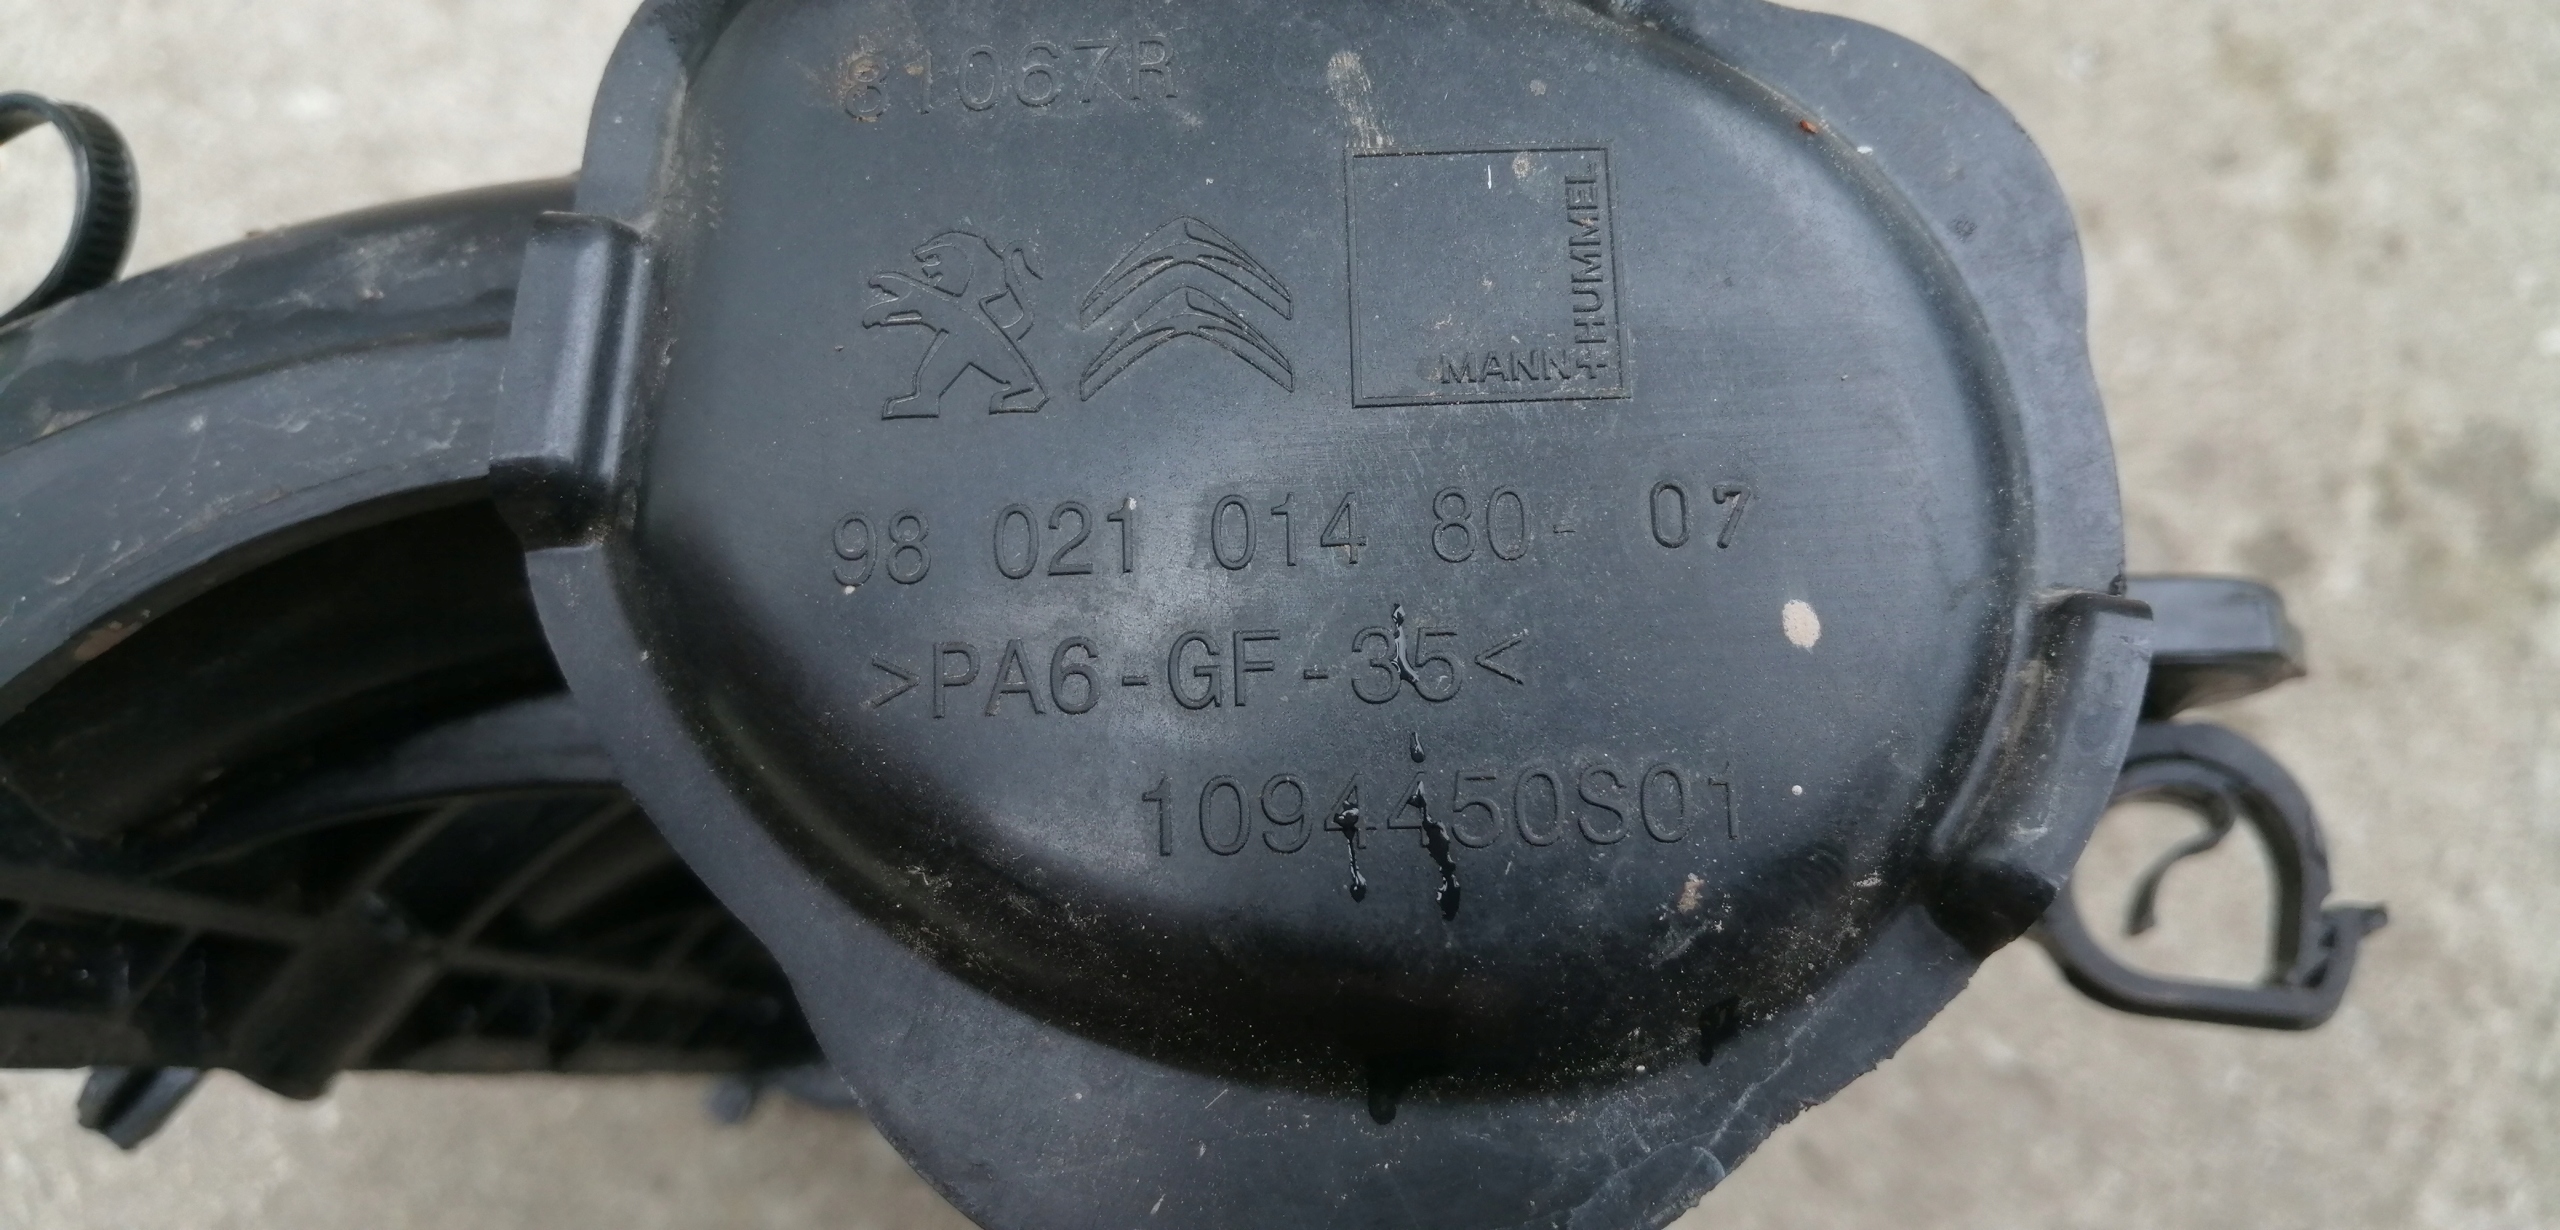 81067R
MANN+HUMMEL
98 021 014 80- 07
>PA6-GF-35<
1094450S01